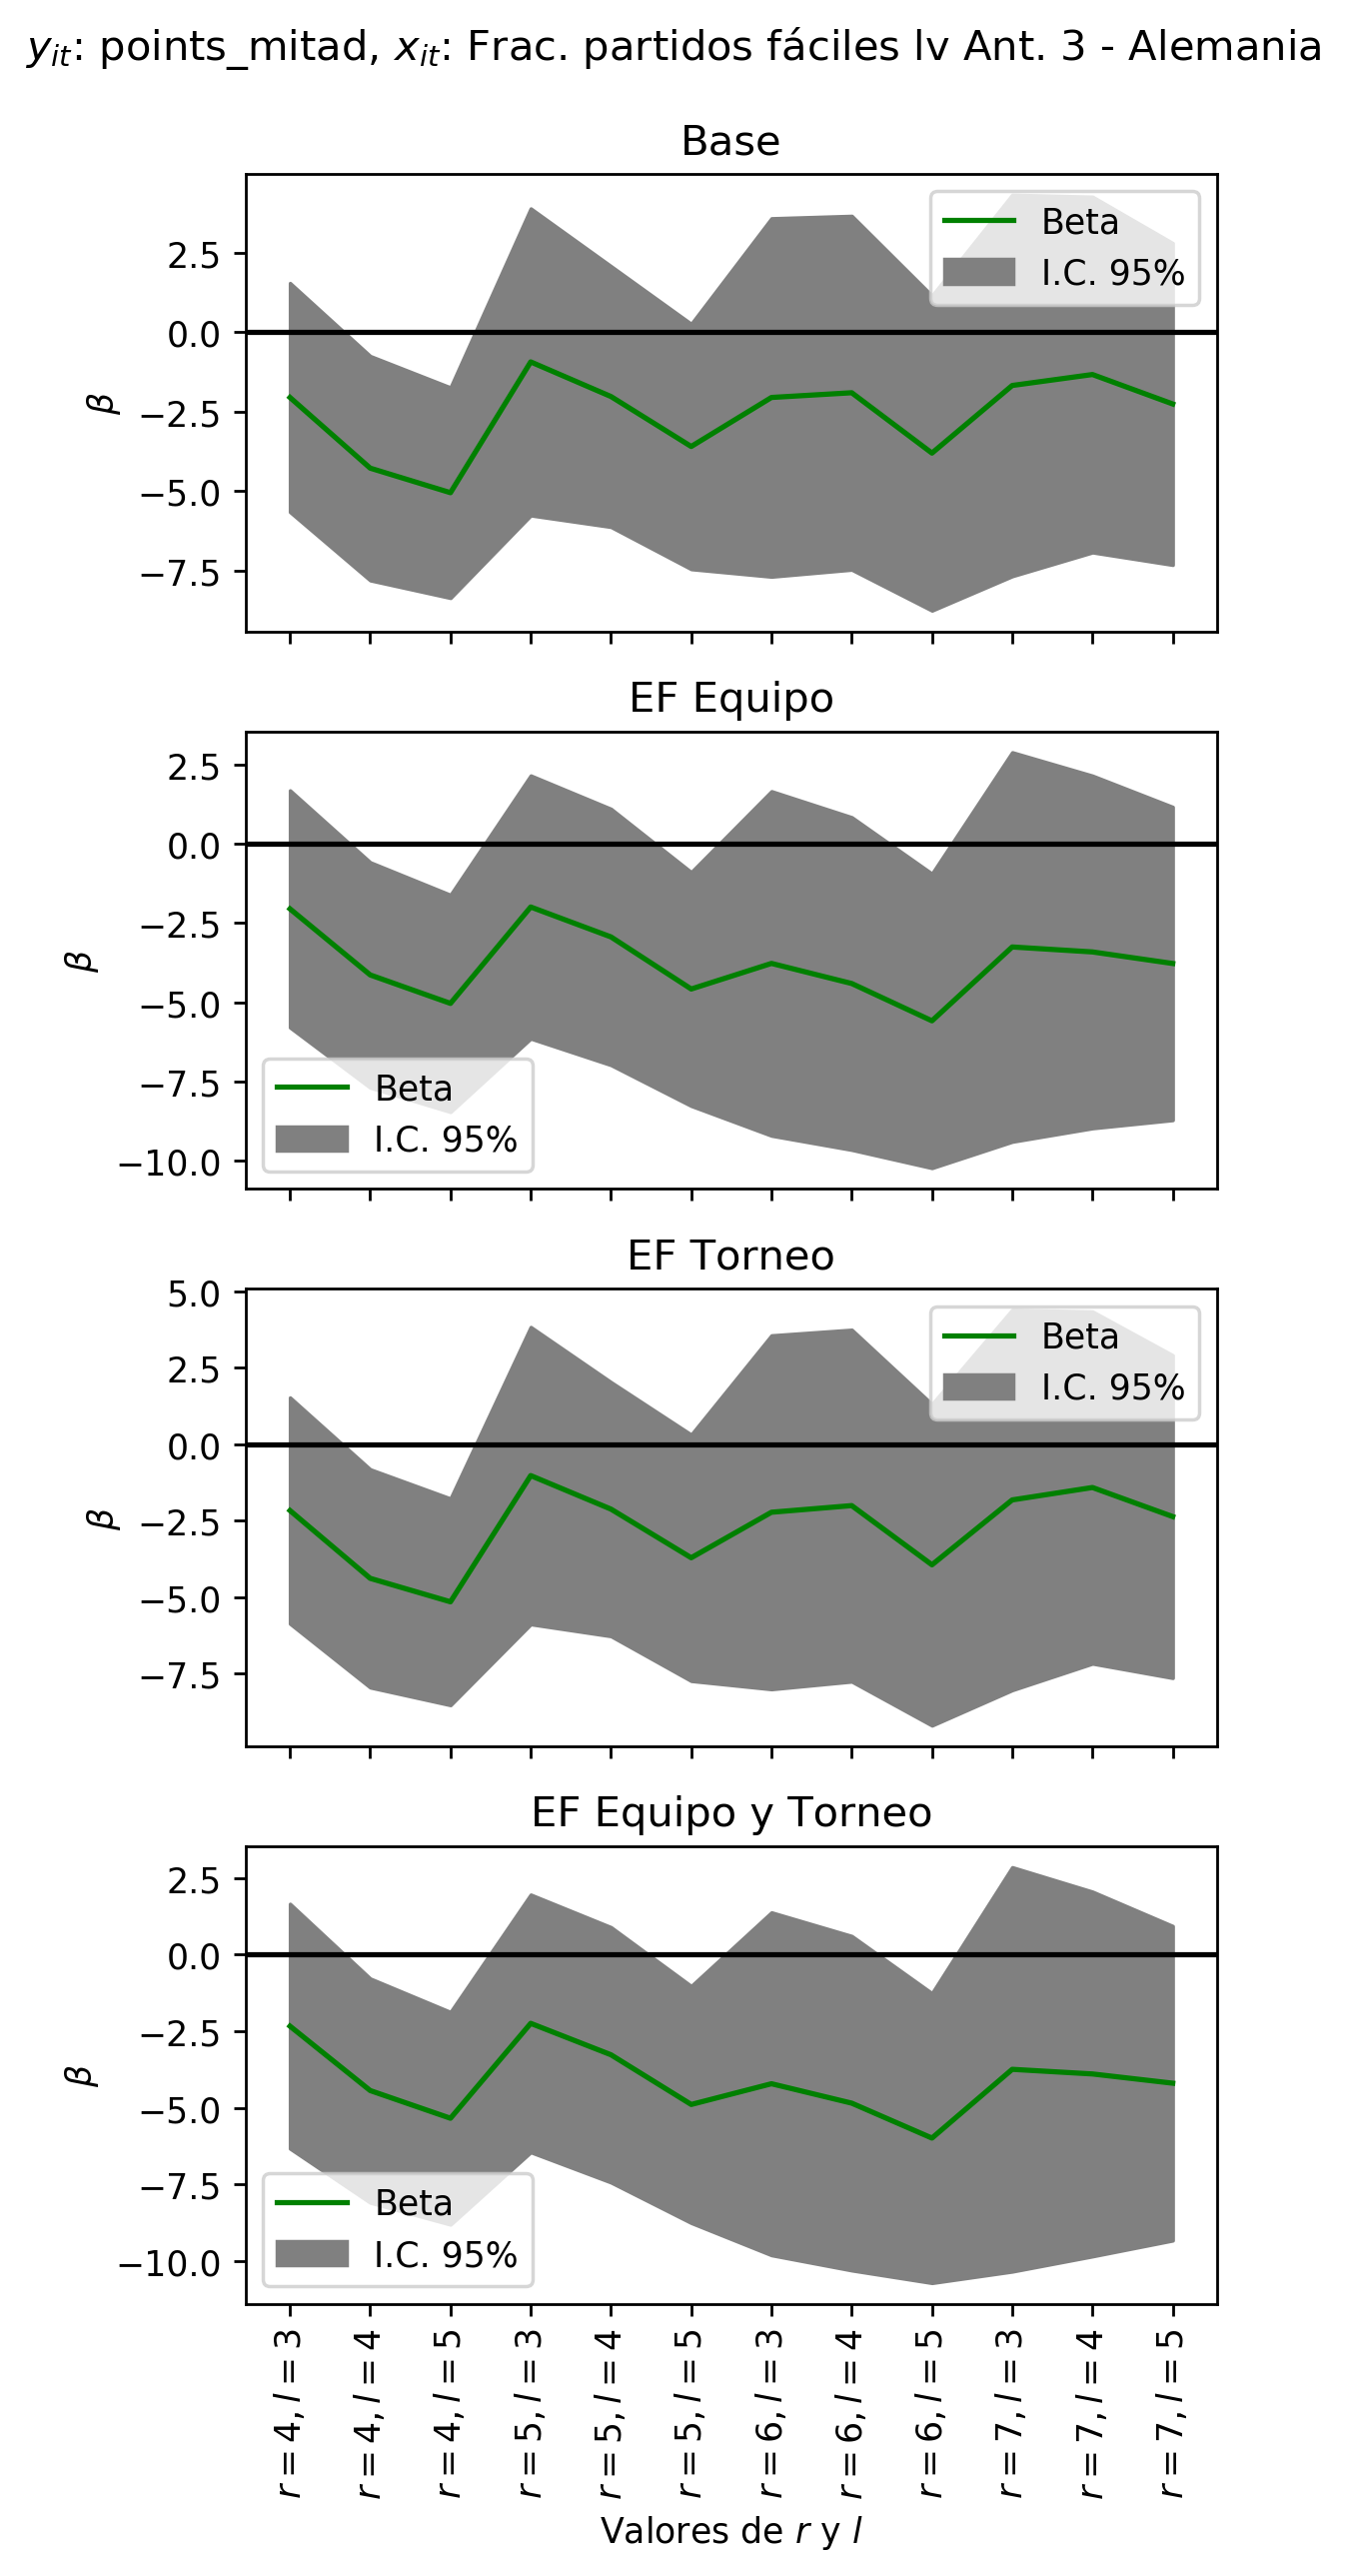 y_it: points_mitad, x_it: Frac. partidos fáciles lv Ant. 3 - Alemania
Base
2.5
0.0
−2.5
−5.0
−7.5
β
Beta
I.C. 95%
EF Equipo
2.5
0.0
−2.5
−5.0
−7.5
−10.0
β
Beta
I.C. 95%
EF Torneo
5.0
2.5
0.0
−2.5
−5.0
−7.5
β
Beta
I.C. 95%
EF Equipo y Torneo
2.5
0.0
−2.5
−5.0
−7.5
−10.0
β
Beta
I.C. 95%
r = 4, l = 3
r = 4, l = 4
r = 4, l = 5
r = 5, l = 3
r = 5, l = 4
r = 5, l = 5
r = 6, l = 3
r = 6, l = 4
r = 6, l = 5
r = 7, l = 3
r = 7, l = 4
r = 7, l = 5
Valores de r y l